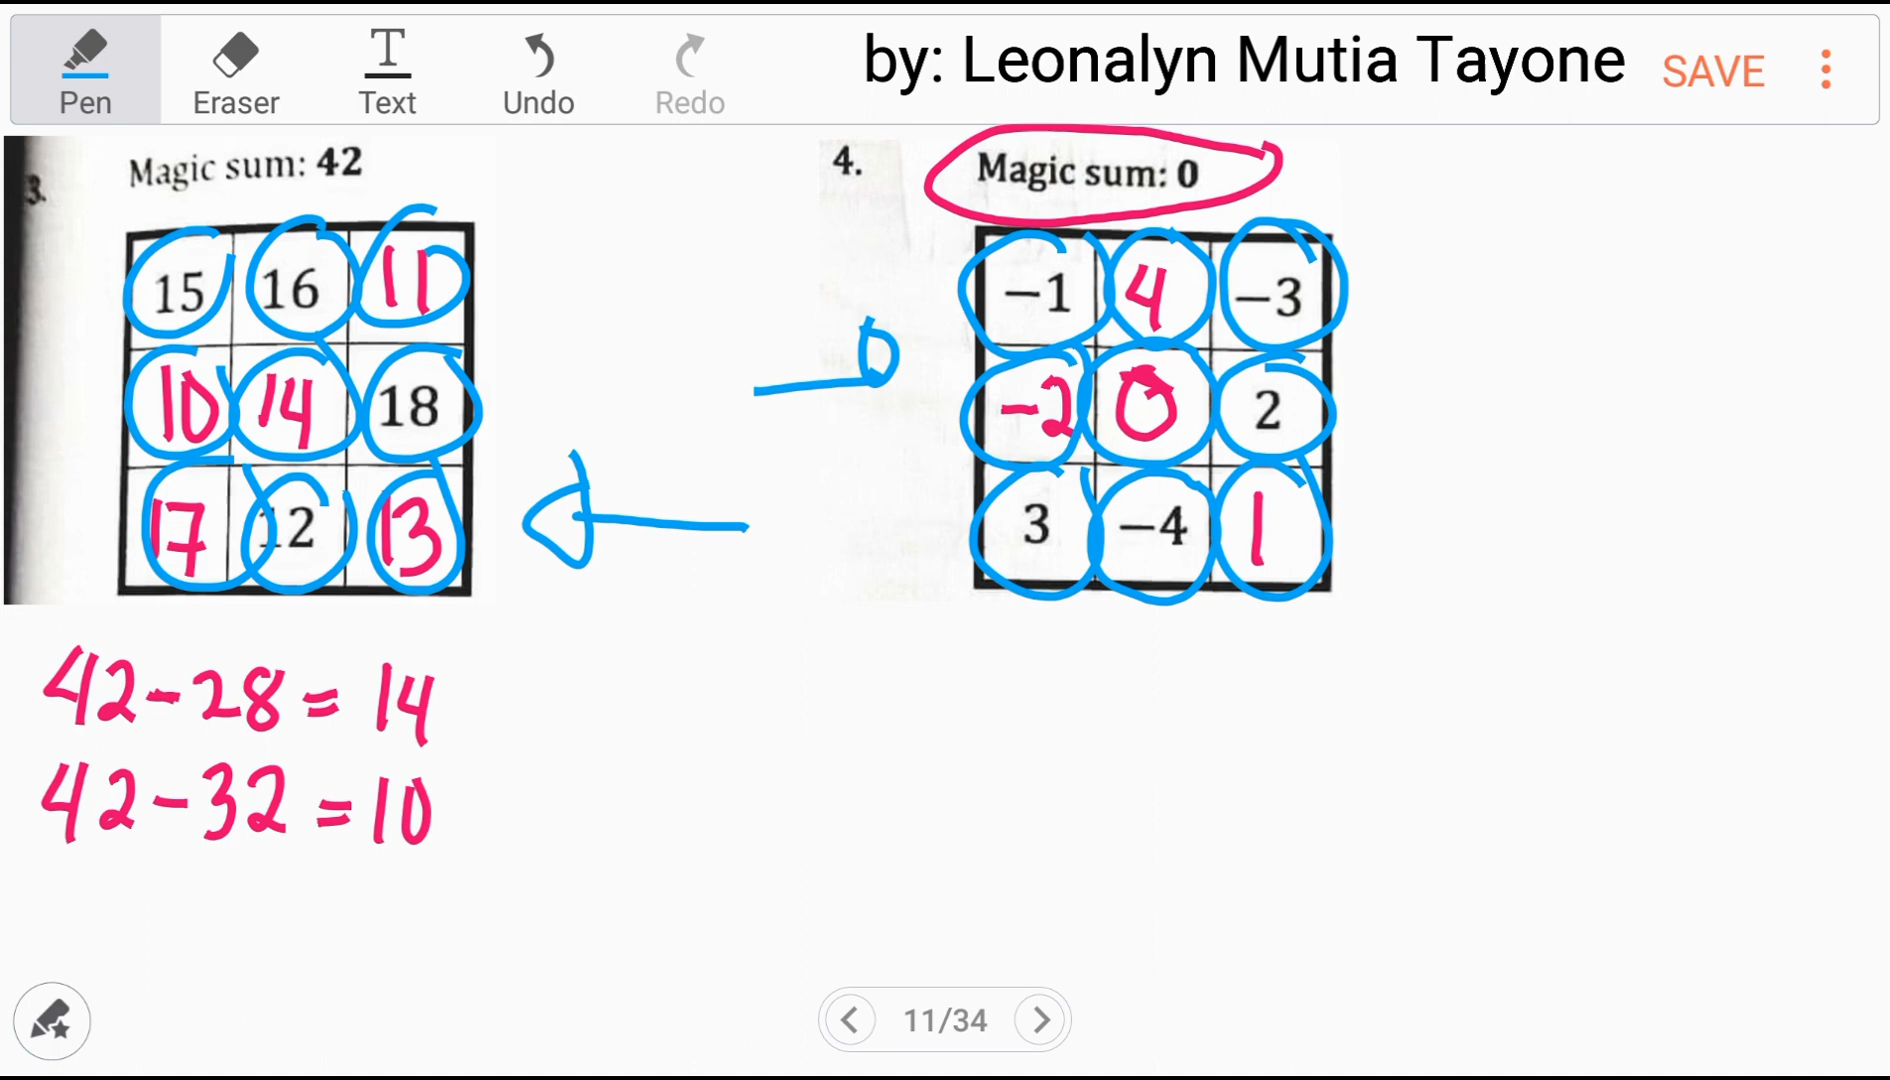 Pen Eraser Text Undo Redo by: Leonalyn Mutia Tayone SAVE
3. Magic sum: 42
15 16 11
10 14 18
17 12 13
42-28=14
42-32=10
4. Magic sum: 0
−1 4 −3
-2 0 2
3 −4 1
0
11/34